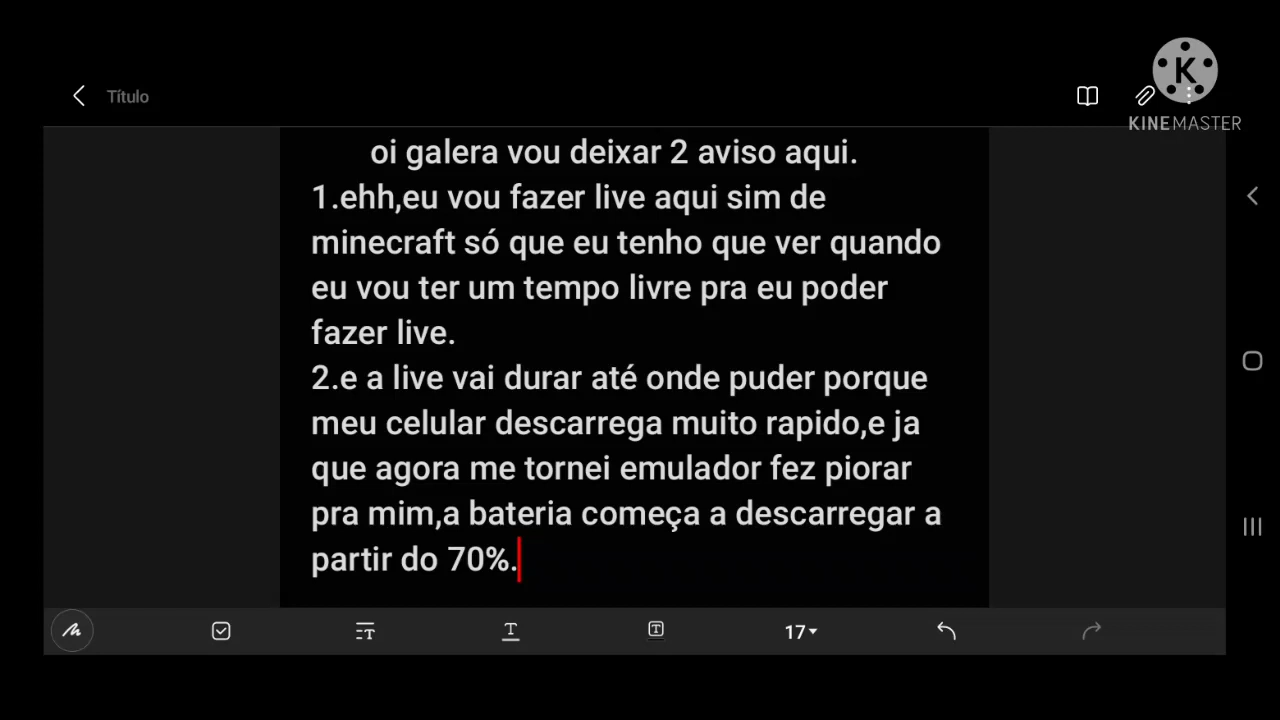 Título
KINEMASTER
oi galera vou deixar 2 aviso aqui.
1.ehh,eu vou fazer live aqui sim de
minecraft só que eu tenho que ver quando
eu vou ter um tempo livre pra eu poder
fazer live.
2.e a live vai durar até onde puder porque
meu celular descarrega muito rapido,e ja
que agora me tornei emulador fez piorar
pra mim,a bateria começa a descarregar a
partir do 70%.
17